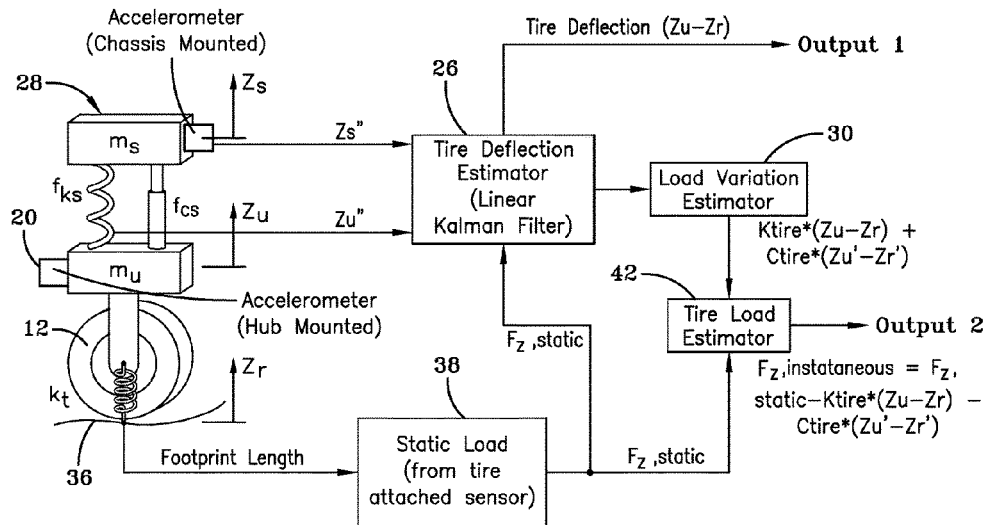 Accelerometer
(Chassis Mounted)
Tire Deflection (Zu–Zr)
Output 1
28
Zs
26
ms
Zs"
Tire Deflection
Estimator
(Linear
Kalman Filter)
30
Load Variation
Estimator
fks
fcs
Zu
Zu"
20
mu
Ktire*(Zu–Zr) +
Ctire*(Zu'–Zr')
Accelerometer
(Hub Mounted)
42
Tire Load
Estimator
Output 2
12
Fz ,static
Zr
38
Fz,instataneous = Fz,
static–Ktire*(Zu–Zr) –
Ctire*(Zu'–Zr')
kt
Static Load
(from tire
attached sensor)
36
Footprint Length
Fz ,static